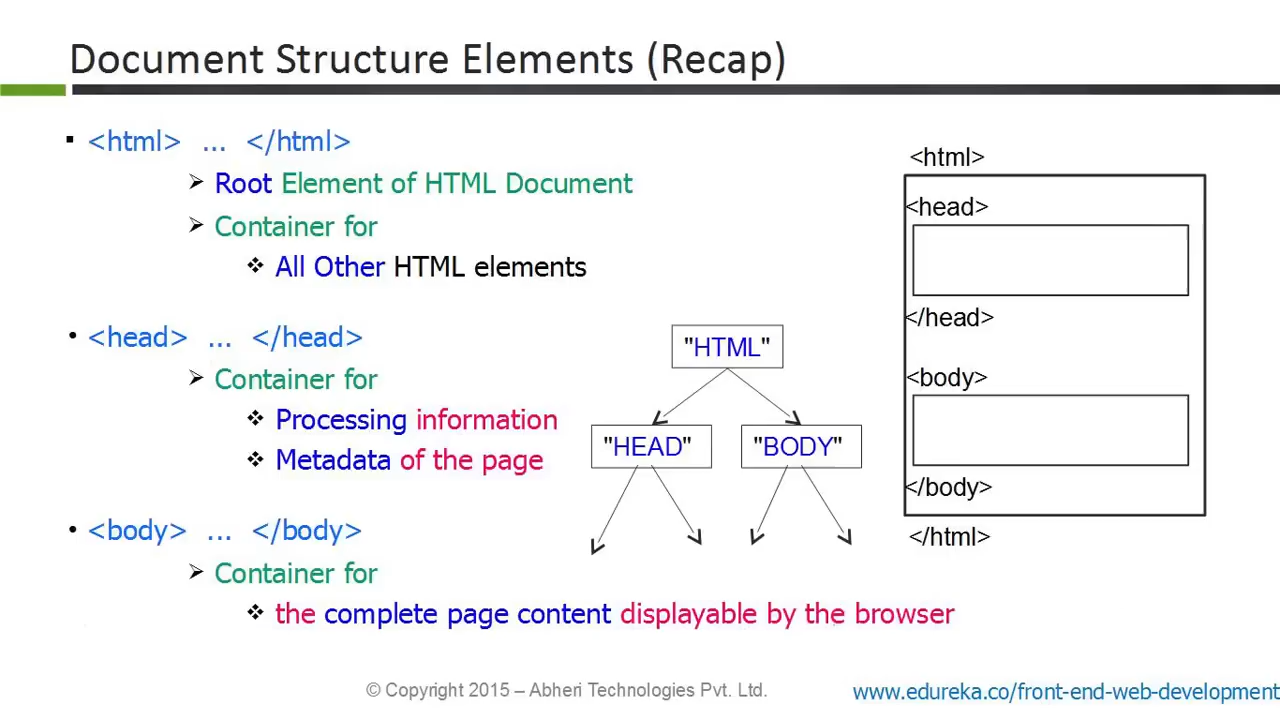 Document Structure Elements (Recap)
<html> ... </html>
Root Element of HTML Document
Container for
All Other HTML elements
<head> ... </head>
Container for
Processing information
Metadata of the page
<body> ... </body>
Container for
the complete page content displayable by the browser
"HTML"
"HEAD" "BODY"
<html>
<head>
</head>
<body>
</body>
</html>
© Copyright 2015 – Abheri Technologies Pvt. Ltd.
www.edureka.co/front-end-web-development